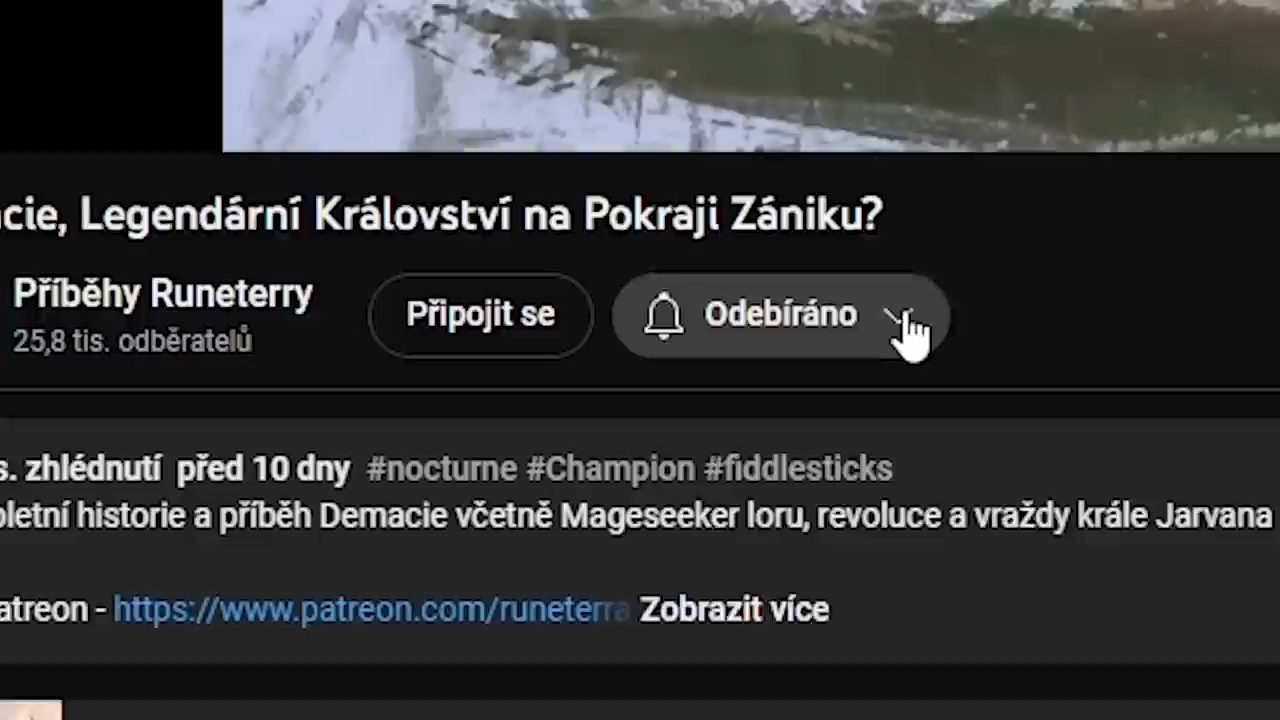 cie, Legendární Království na Pokraji Zániku?
Příběhy Runeterry
Připojit se
Odebíráno
25,8 tis. odběratelů
s. zhlédnutí před 10 dny #nocturne #Champion #fiddlesticks
letní historie a příběh Demacie včetně Mageseeker loru, revoluce a vraždy krále Jarvana
atreon - https://www.patreon.com/runeterra Zobrazit více